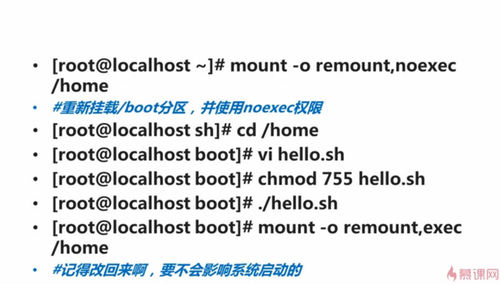 • [root@localhost ~]# mount -o remount,noexec
/home
• #重新挂载/boot分区，并使用noexec权限
• [root@localhost sh]# cd /home
• [root@localhost boot]# vi hello.sh
• [root@localhost boot]# chmod 755 hello.sh
• [root@localhost boot]# ./hello.sh
• [root@localhost boot]# mount -o remount,exec
/home
• #记得改回来啊，要不会影响系统启动的
慕课网